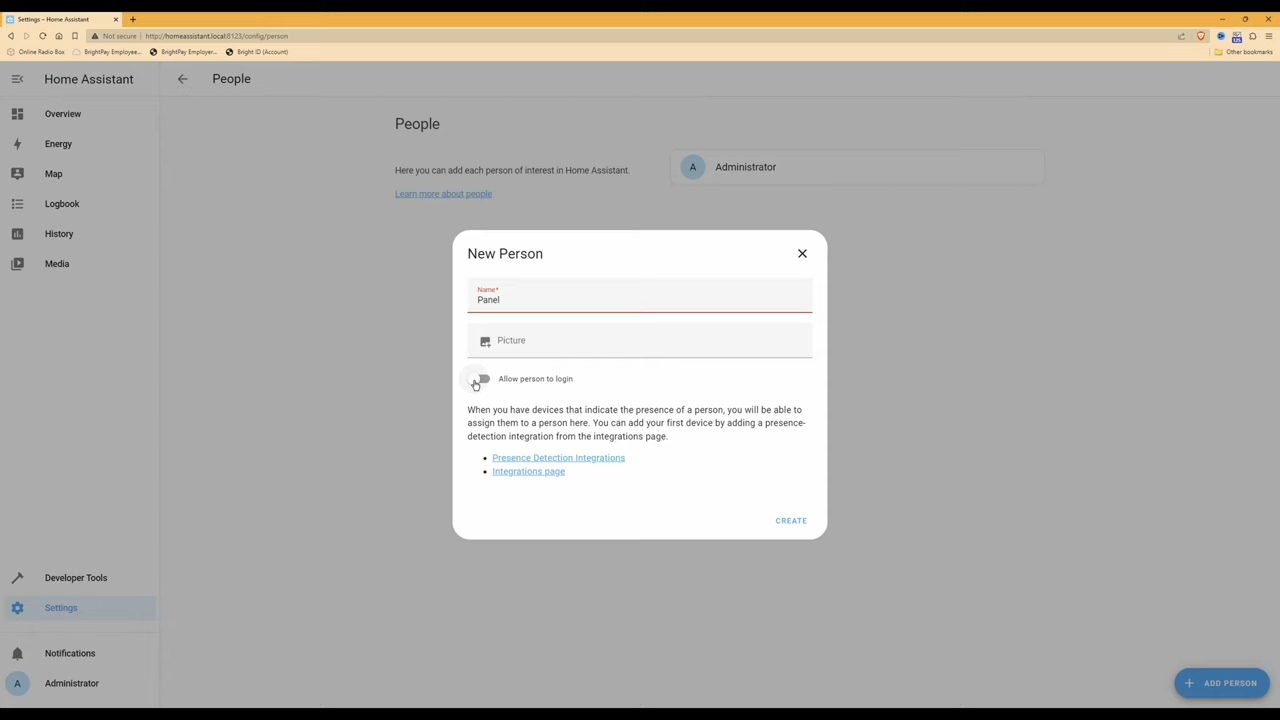 Settings – Home Assistant
Not secure
http://homeassistant.local:8123/config/person
Online Radio Box
BrightPay Employee...
BrightPay Employer...
Bright ID (Account)
Other bookmarks
Home Assistant
People
Overview
Energy
Map
Logbook
History
Media
Developer Tools
Settings
Notifications
A
Administrator
People
Here you can add each person of interest in Home Assistant.
Learn more about people
A
Administrator
New Person
Name*
Panel
Picture
Allow person to login
When you have devices that indicate the presence of a person, you will be able to
assign them to a person here. You can add your first device by adding a presence-
detection integration from the integrations page.
Presence Detection Integrations
Integrations page
CREATE
ADD PERSON